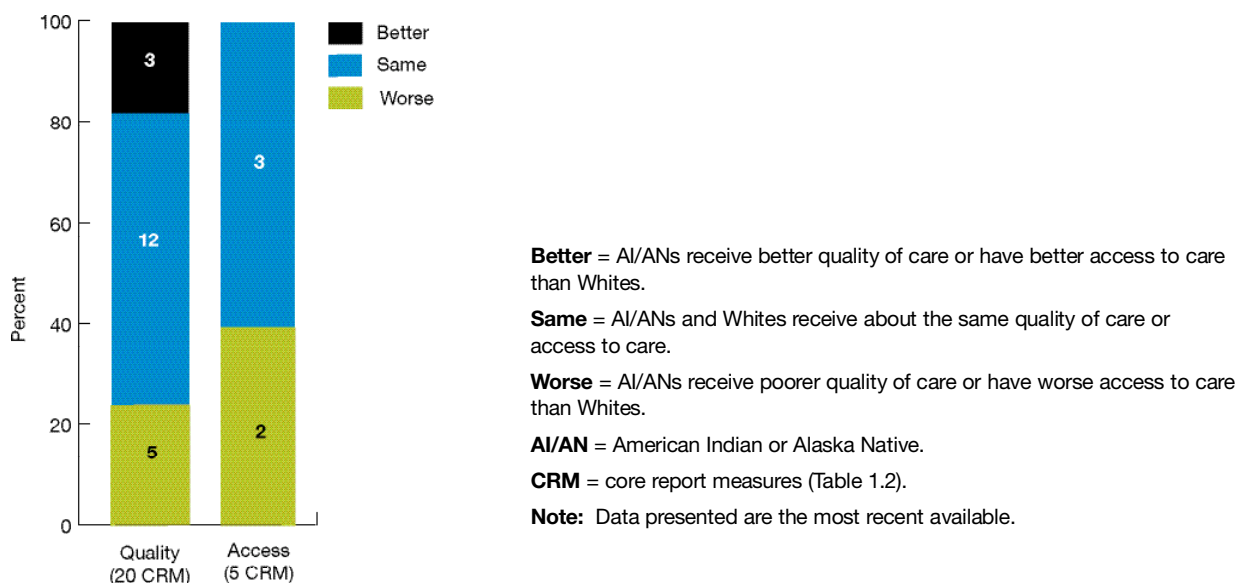 100
80
60
40
20
0
Percent
3
12
5
3
2
Quality
(20 CRM)
Access
(5 CRM)
Better
Same
Worse
Better = AI/ANs receive better quality of care or have better access to care
than Whites.
Same = AI/ANs and Whites receive about the same quality of care or
access to care.
Worse = AI/ANs receive poorer quality of care or have worse access to care
than Whites.
AI/AN = American Indian or Alaska Native.
CRM = core report measures (Table 1.2).
Note: Data presented are the most recent available.